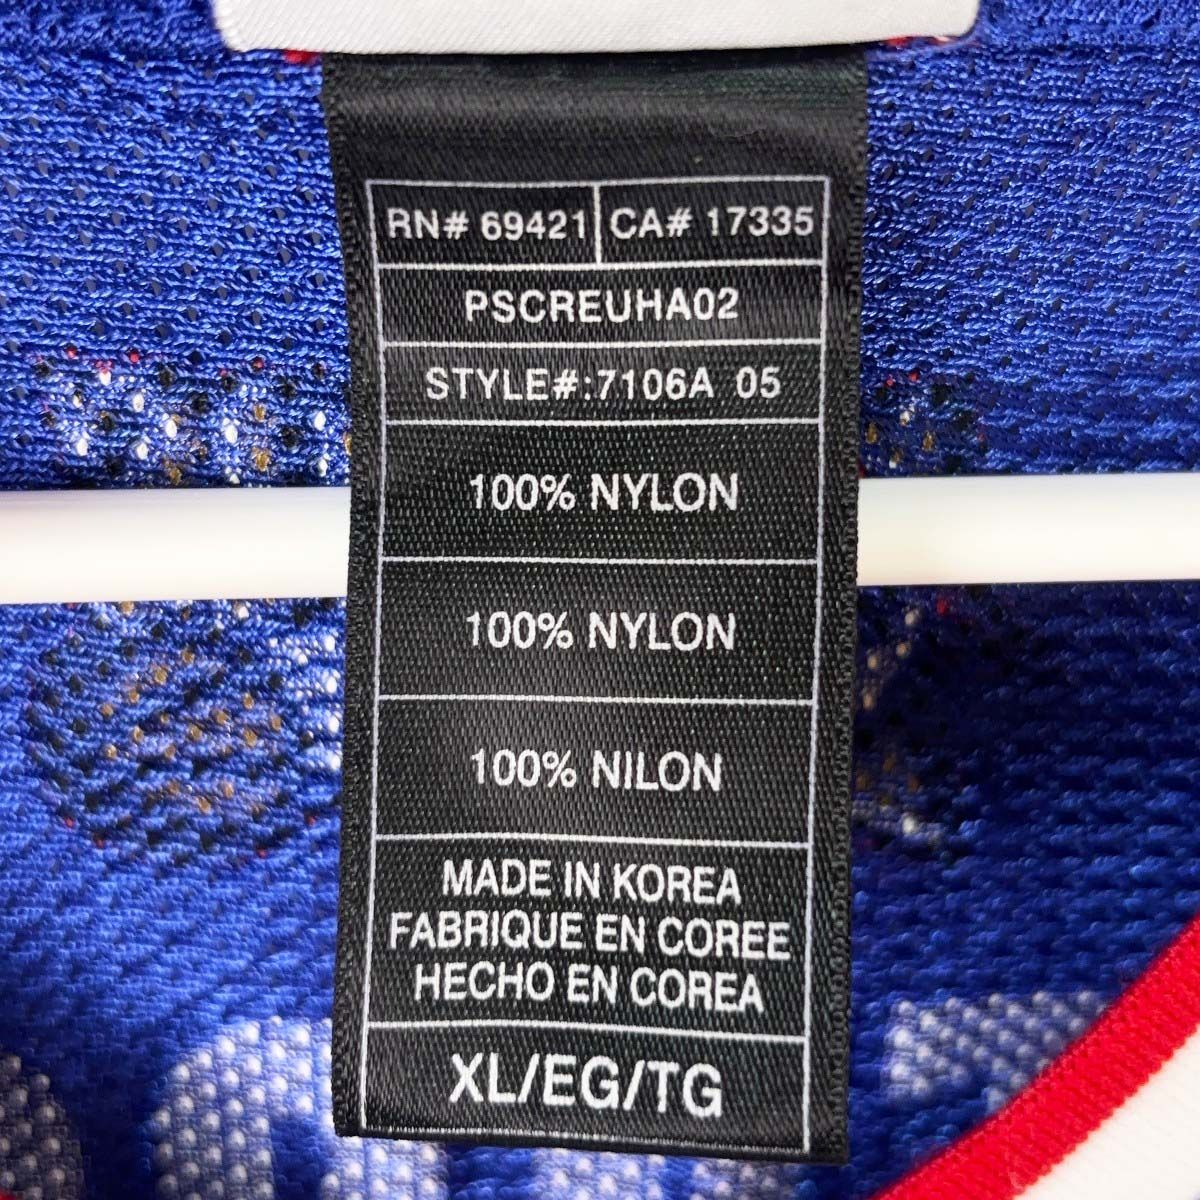 RN# 69421 CA# 17335
PSCREUHA02
STYLE#:7106A 05
100% NYLON
100% NYLON
100% NILON
MADE IN KOREA
FABRIQUE EN COREE
HECHO EN COREA
XL/EG/TG